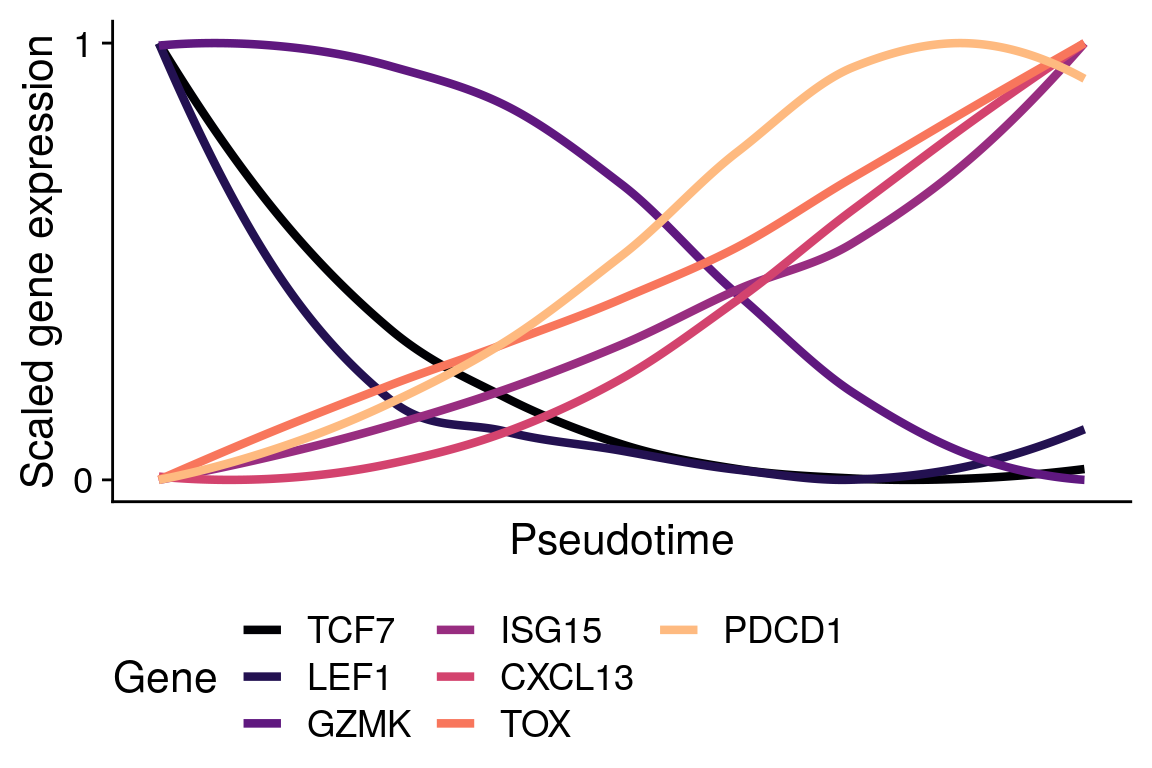 Scaled gene expression
1
0
Pseudotime
Gene
TCF7
LEF1
GZMK
ISG15
CXCL13
TOX
PDCD1